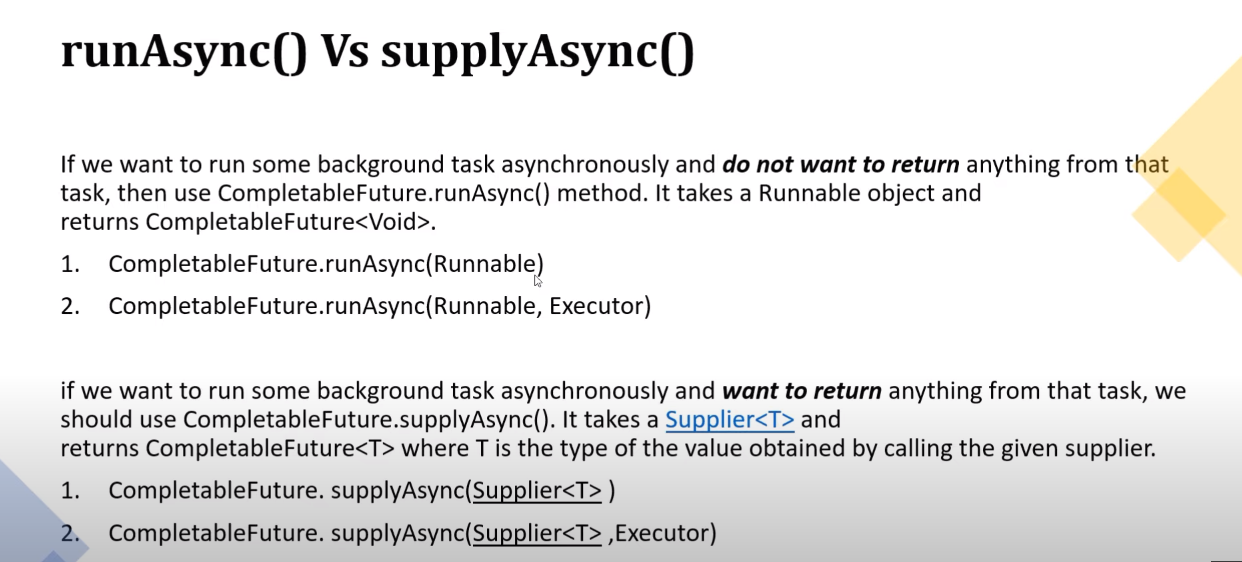 runAsync() Vs supplyAsync()
If we want to run some background task asynchronously and do not want to return anything from that
task, then use CompletableFuture.runAsync() method. It takes a Runnable object and
returns CompletableFuture<Void>.
1. CompletableFuture.runAsync(Runnable)
2. CompletableFuture.runAsync(Runnable, Executor)
if we want to run some background task asynchronously and want to return anything from that task, we
should use CompletableFuture.supplyAsync(). It takes a Supplier<T> and
returns CompletableFuture<T> where T is the type of the value obtained by calling the given supplier.
1. CompletableFuture. supplyAsync(Supplier<T> )
2. CompletableFuture. supplyAsync(Supplier<T> ,Executor)